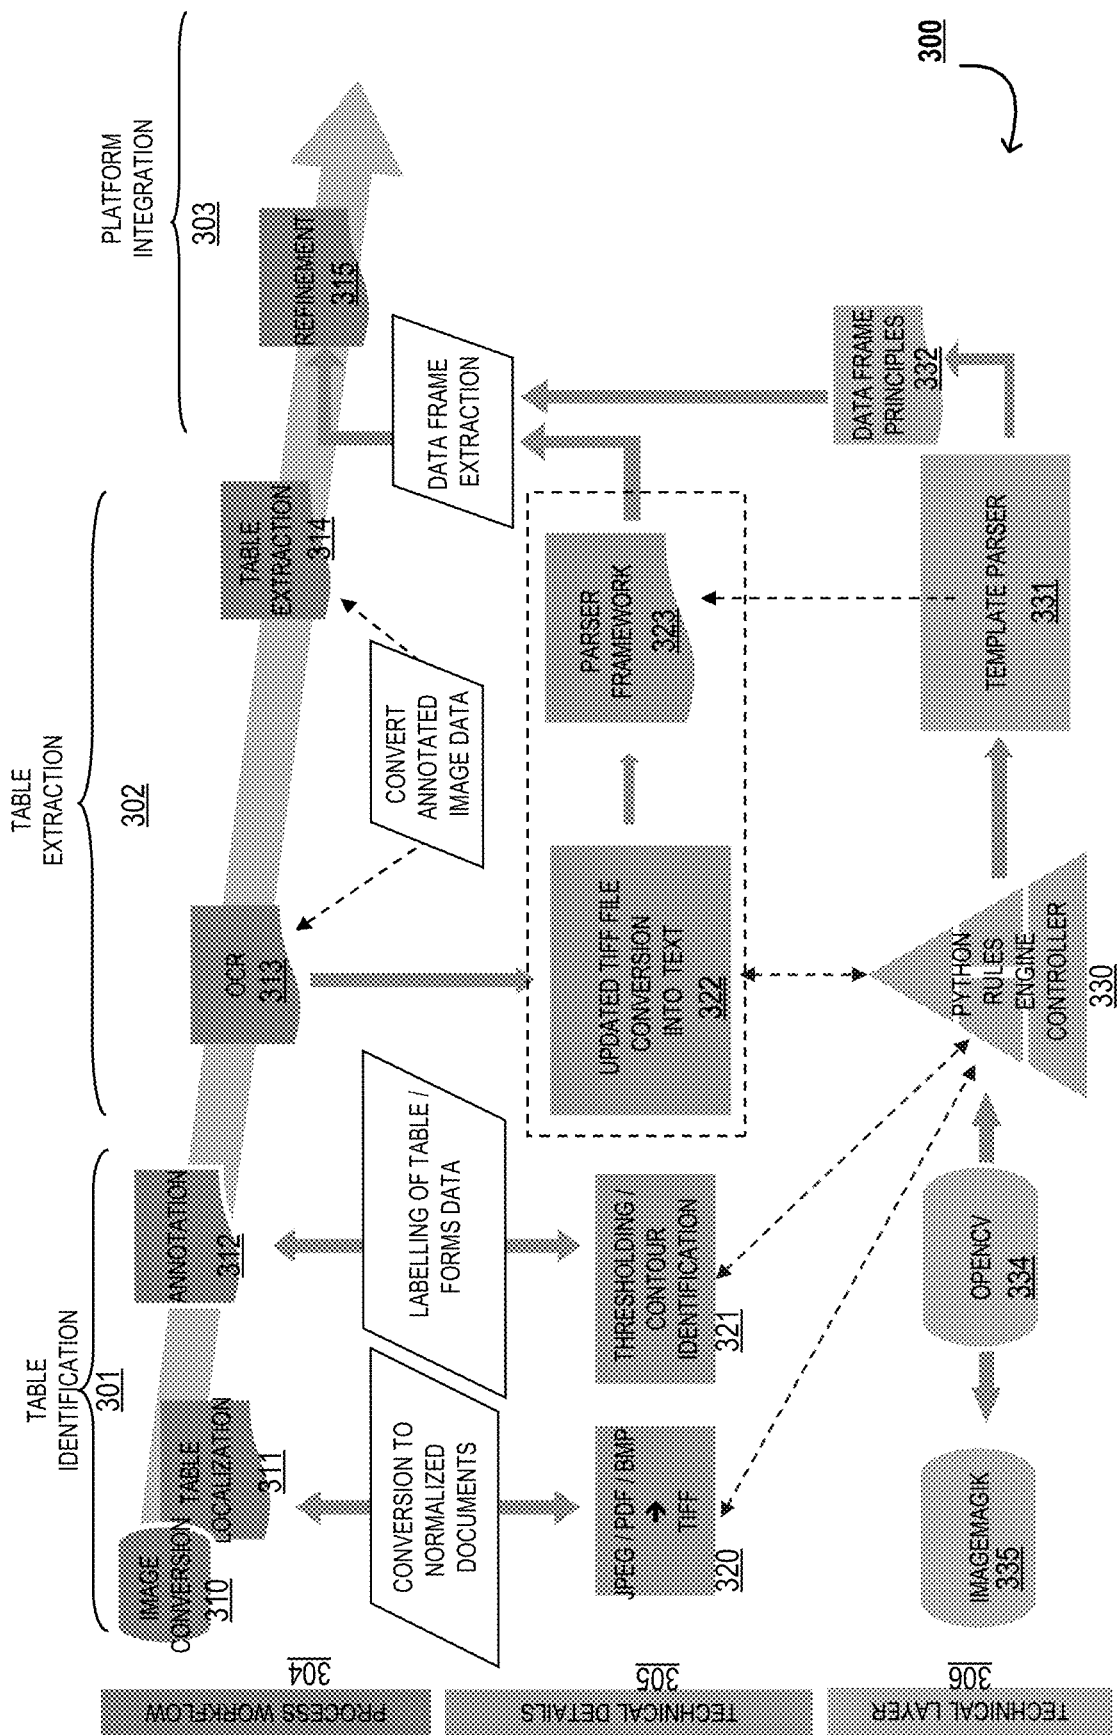 300
TABLE
IDENTIFICATION
301
TABLE
EXTRACTION
302
PLATFORM
INTEGRATION
303
PROCESS WORKFLOW
304
IMAGE
CONVERSION
310
TABLE
LOCALIZATION
311
ANNOTATION
312
OCR
313
TABLE
EXTRACTION
314
REFINEMENT
315
CONVERSION TO
NORMALIZED
DOCUMENTS
LABELLING OF TABLE /
FORMS DATA
CONVERT
ANNOTATED
IMAGE DATA
DATA FRAME
EXTRACTION
TECHNICAL DETAILS
305
JPEG / PDF / BMP
➔
TIFF
320
THRESHOLDING/
CONTOUR
IDENTIFICATION
321
UPDATED TIFF FILE
CONVERSION
INTO TEXT
322
PARSER
FRAMEWORK
323
TECHNICAL LAYER
306
IMAGEMAGIK
335
OPENCV
334
PYTHON
RULES
ENGINE
CONTROLLER
330
TEMPLATE PARSER
331
DATA FRAME
PRINCIPLES
332